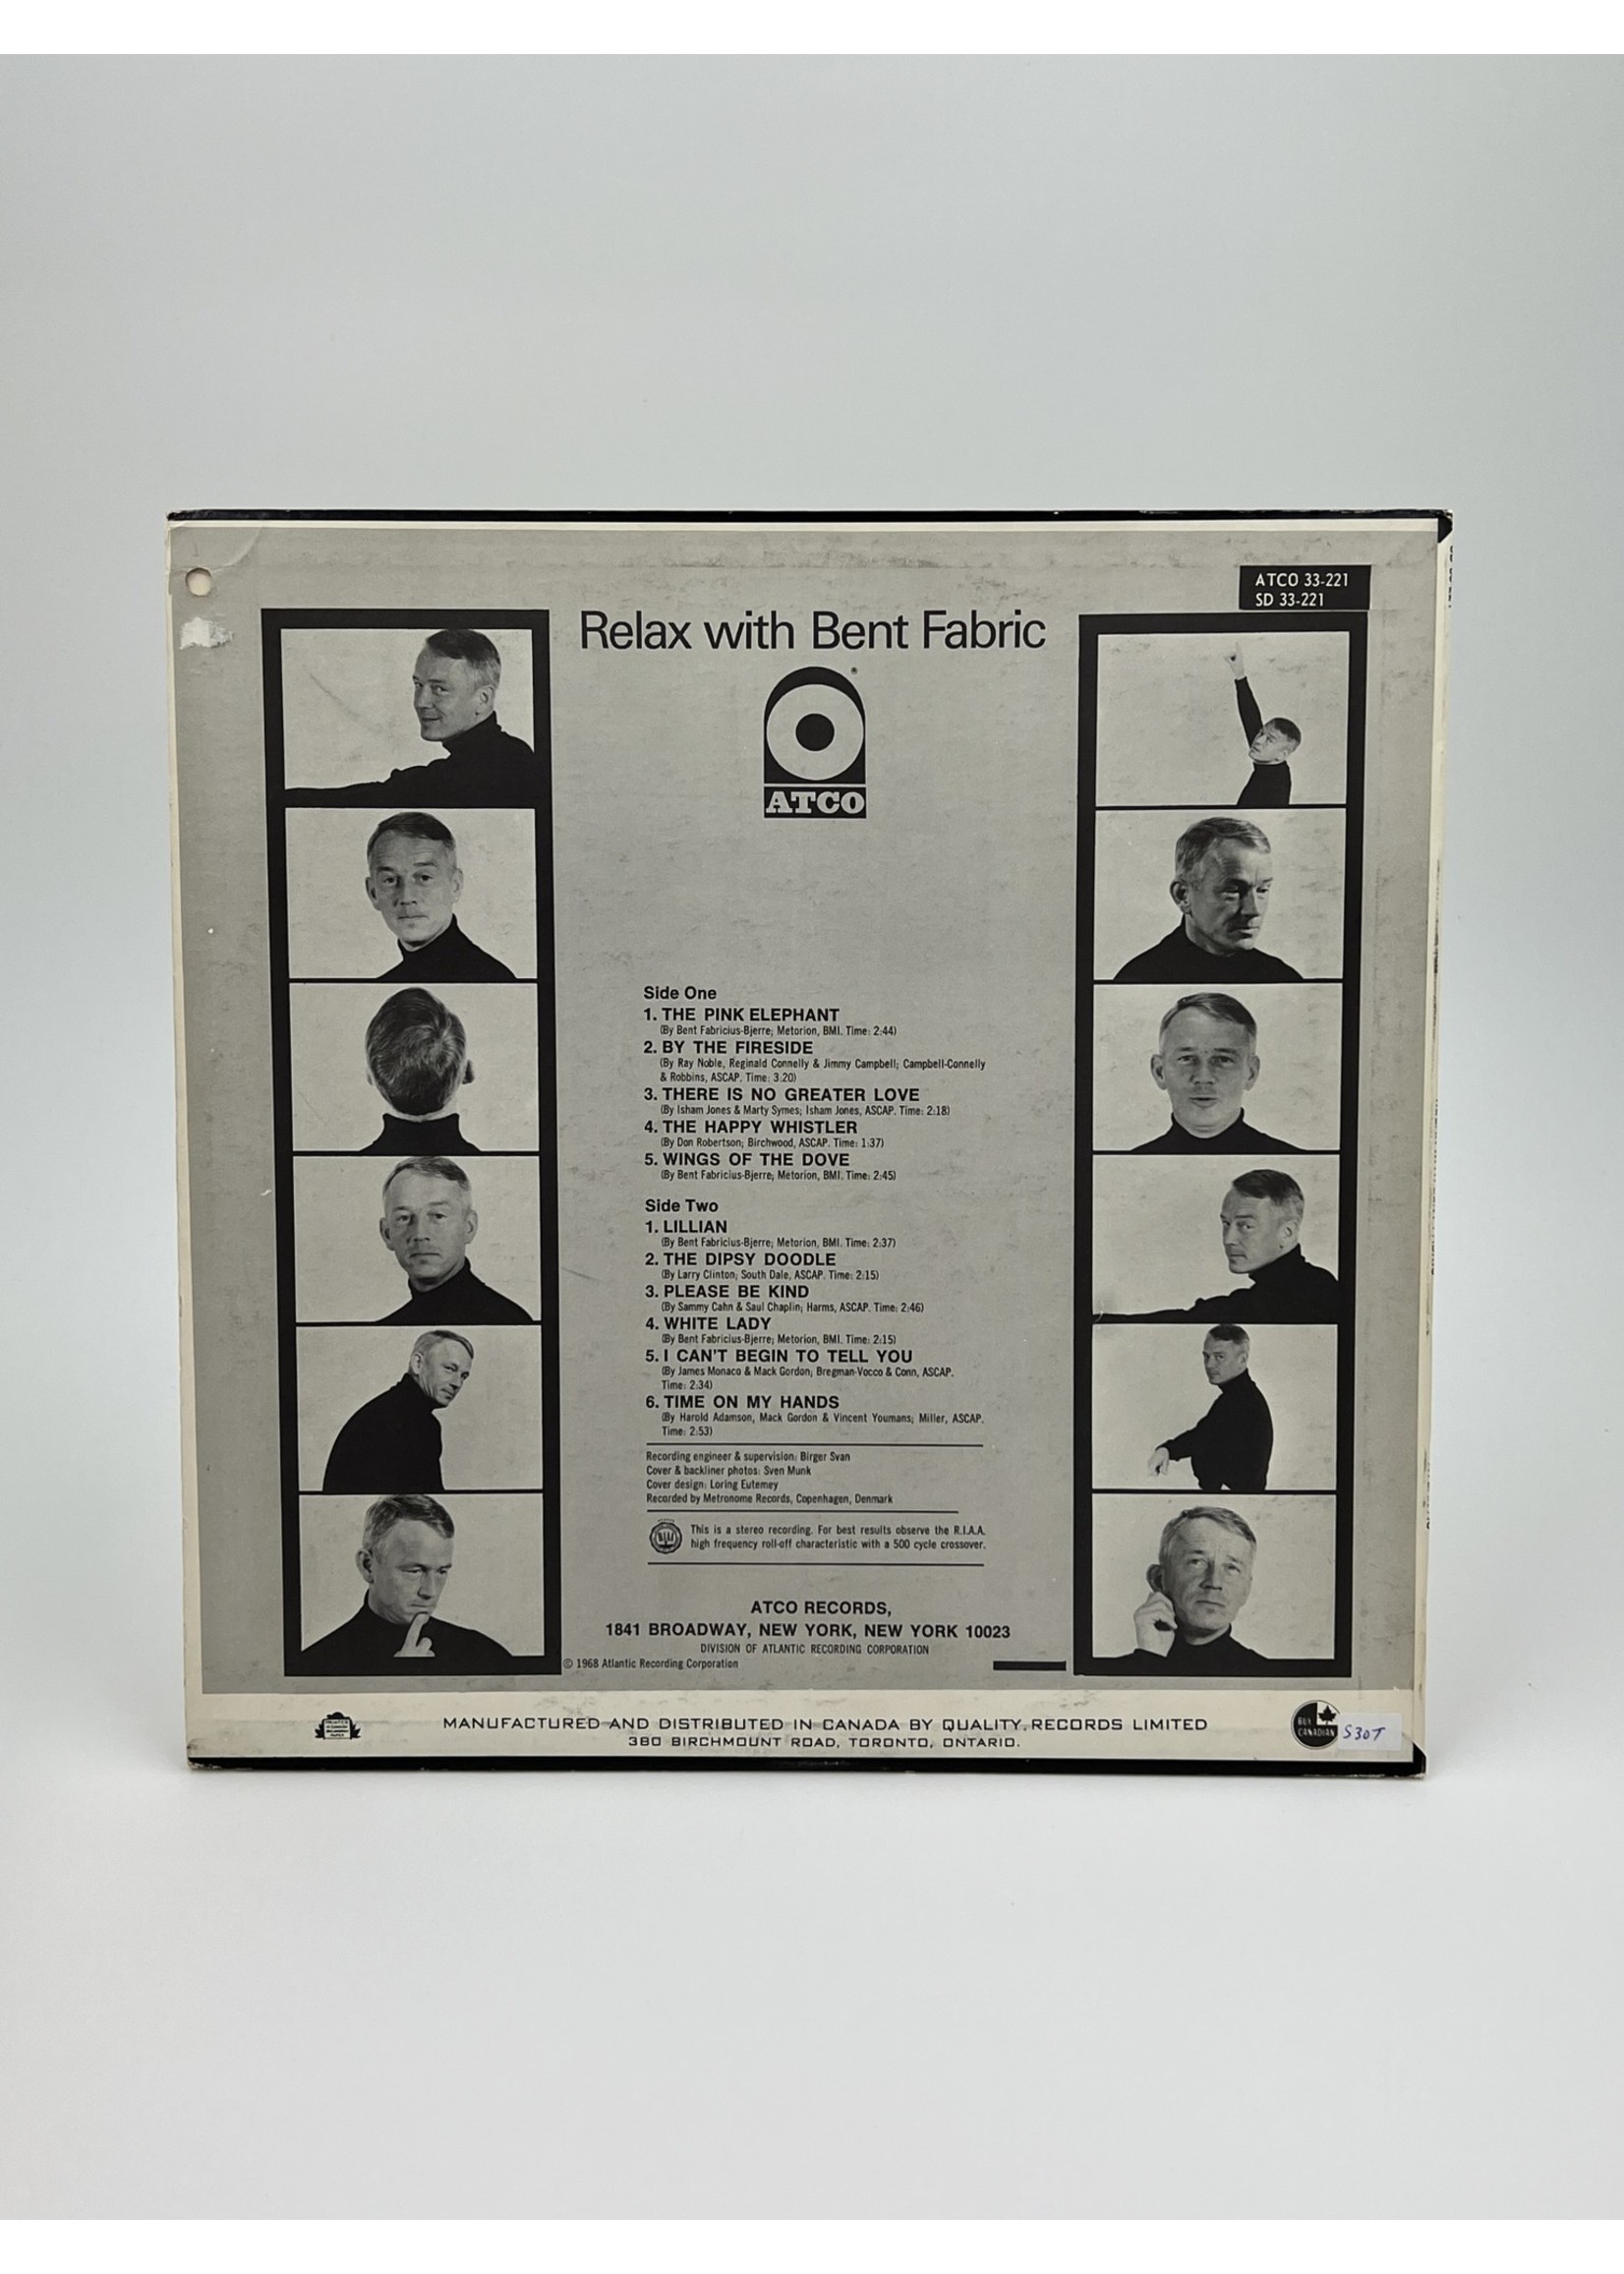 ATCO 33-221
SD 33-221
Relax with Bent Fabric
®
ATCO
Side One
1. THE PINK ELEPHANT
(By Bent Fabricius-Bjerre; Metorion, BMI. Time: 2:44)
2. BY THE FIRESIDE
(By Ray Noble, Reginald Connelly & Jimmy Campbell; Campbell-Connelly
& Robbins, ASCAP. Time: 3:20)
3. THERE IS NO GREATER LOVE
(By Isham Jones & Marty Symes; Isham Jones, ASCAP. Time: 2:18)
4. THE HAPPY WHISTLER
(By Don Robertson; Birchwood, ASCAP. Time: 1:37)
5. WINGS OF THE DOVE
(By Bent Fabricius-Bjerre; Metorion, BMI. Time: 2:45)
Side Two
1. LILLIAN
(By Bent Fabricius-Bjerre; Metorion, BMI. Time: 2:37)
2. THE DIPSY DOODLE
(By Larry Clinton; South Dale, ASCAP. Time: 2:15)
3. PLEASE BE KIND
(By Sammy Cahn & Saul Chaplin; Harms, ASCAP. Time: 2:46)
4. WHITE LADY
(By Bent Fabricius-Bjerre; Metorion, BMI. Time: 2:15)
5. I CAN'T BEGIN TO TELL YOU
(By James Monaco & Mack Gordon; Bregman-Vocco & Conn, ASCAP.
Time: 2:34)
6. TIME ON MY HANDS
(By Harold Adamson, Mack Gordon & Vincent Youmans; Miller, ASCAP.
Time: 2:53)
Recording engineer & supervision: Birger Svan
Cover & backliner photos: Sven Munk
Cover design: Loring Eutemey
Recorded by Metronome Records, Copenhagen, Denmark
This is a stereo recording. For best results observe the R.I.A.A.
high frequency roll-off characteristic with a 500 cycle crossover.
ATCO RECORDS,
1841 BROADWAY, NEW YORK, NEW YORK 10023
DIVISION OF ATLANTIC RECORDING CORPORATION
© 1968 Atlantic Recording Corporation
MANUFACTURED AND DISTRIBUTED IN CANADA BY QUALITY RECORDS LIMITED
380 BIRCHMOUNT ROAD, TORONTO, ONTARIO.
BUY
CANADIAN
S30T